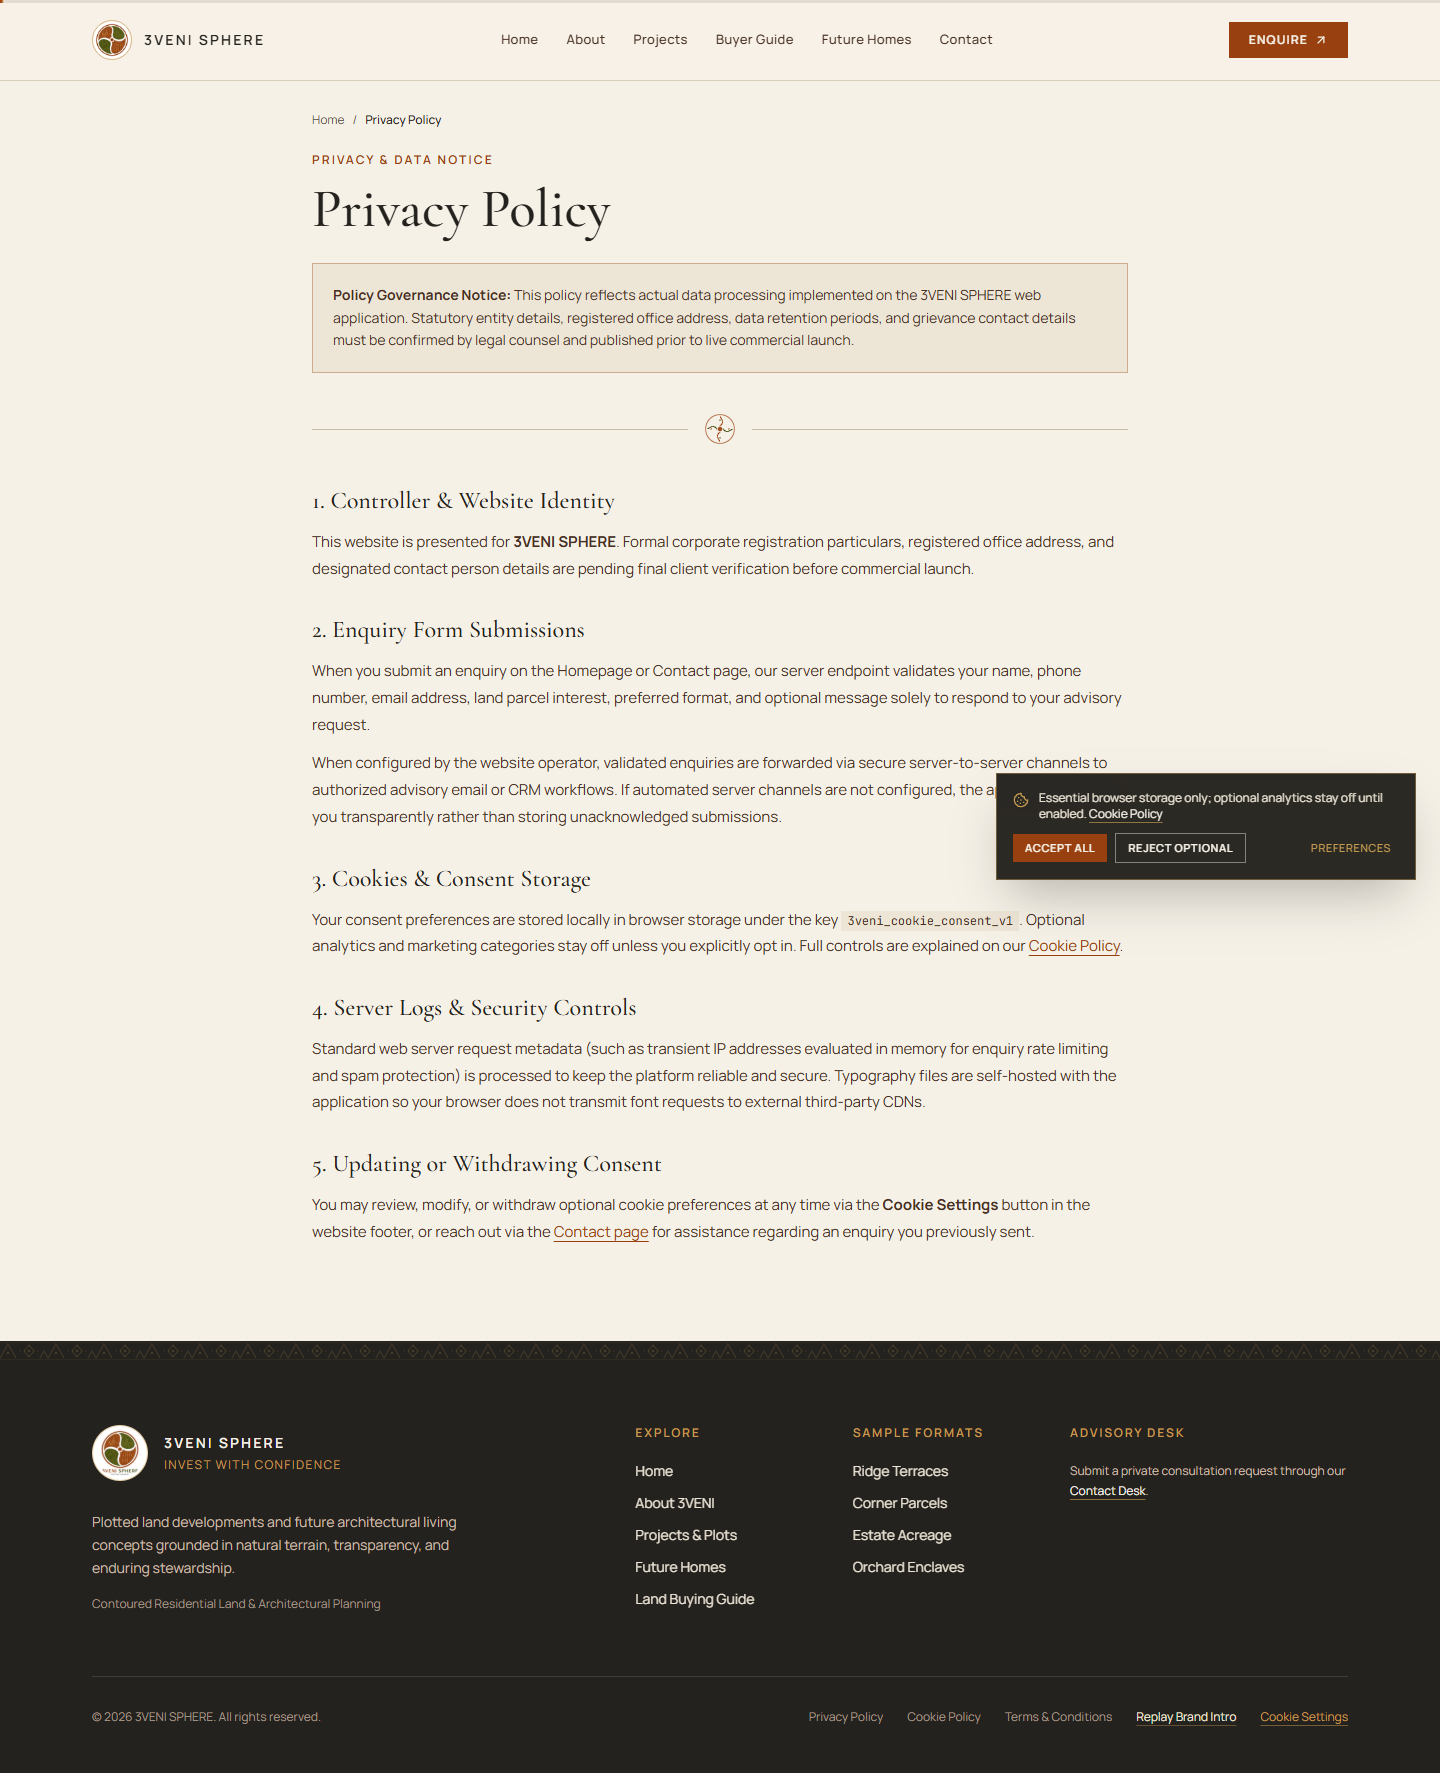 3VENI SPHERE
Home About Projects Buyer Guide Future Homes Contact
ENQUIRE
Home / Privacy Policy
PRIVACY & DATA NOTICE
Privacy Policy
Policy Governance Notice: This policy reflects actual data processing implemented on the 3VENI SPHERE web
application. Statutory entity details, registered office address, data retention periods, and grievance contact details
must be confirmed by legal counsel and published prior to live commercial launch.
1. Controller & Website Identity
This website is presented for 3VENI SPHERE. Formal corporate registration particulars, registered office address, and
designated contact person details are pending final client verification before commercial launch.
2. Enquiry Form Submissions
When you submit an enquiry on the Homepage or Contact page, our server endpoint validates your name, phone
number, email address, land parcel interest, preferred format, and optional message solely to respond to your advisory
request.
When configured by the website operator, validated enquiries are forwarded via secure server-to-server channels to
authorized advisory email or CRM workflows. If automated server channels are not configured, the
you transparently rather than storing unacknowledged submissions.
Essential browser storage only; optional analytics stay off until
enabled. Cookie Policy
ACCEPT ALL REJECT OPTIONAL PREFERENCES
3. Cookies & Consent Storage
Your consent preferences are stored locally in browser storage under the key 3veni_cookie_consent_v1. Optional
analytics and marketing categories stay off unless you explicitly opt in. Full controls are explained on our Cookie Policy.
4. Server Logs & Security Controls
Standard web server request metadata (such as transient IP addresses evaluated in memory for enquiry rate limiting
and spam protection) is processed to keep the platform reliable and secure. Typography files are self-hosted with the
application so your browser does not transmit font requests to external third-party CDNs.
5. Updating or Withdrawing Consent
You may review, modify, or withdraw optional cookie preferences at any time via the Cookie Settings button in the
website footer, or reach out via the Contact page for assistance regarding an enquiry you previously sent.
3VENI SPHERE
INVEST WITH CONFIDENCE
Plotted land developments and future architectural living
concepts grounded in natural terrain, transparency, and
enduring stewardship.
Contoured Residential Land & Architectural Planning
EXPLORE
Home
About 3VENI
Projects & Plots
Future Homes
Land Buying Guide
SAMPLE FORMATS
Ridge Terraces
Corner Parcels
Estate Acreage
Orchard Enclaves
ADVISORY DESK
Submit a private consultation request through our
Contact Desk.
© 2026 3VENI SPHERE. All rights reserved.
Privacy Policy Cookie Policy Terms & Conditions Replay Brand Intro Cookie Settings